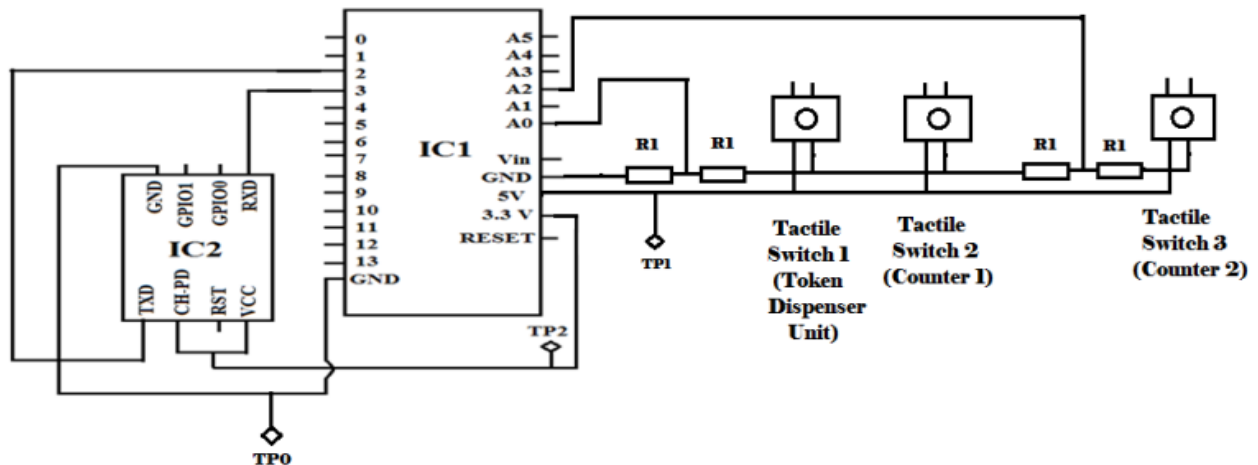 0
1
2
3
4
5
6
7
8
9
10
11
12
13
GND
A5
A4
A3
A2
A1
A0
Vin
GND
5V
3.3 V
RESET
IC1
GND
GPIO1
GPIO0
RXD
IC2
TXD
CH-PD
RST
VCC
R1
R1
R1
R1
TP1
TP2
TP0
Tactile
Switch 1
(Token
Dispenser
Unit)
Tactile
Switch 2
(Counter 1)
Tactile
Switch 3
(Counter 2)